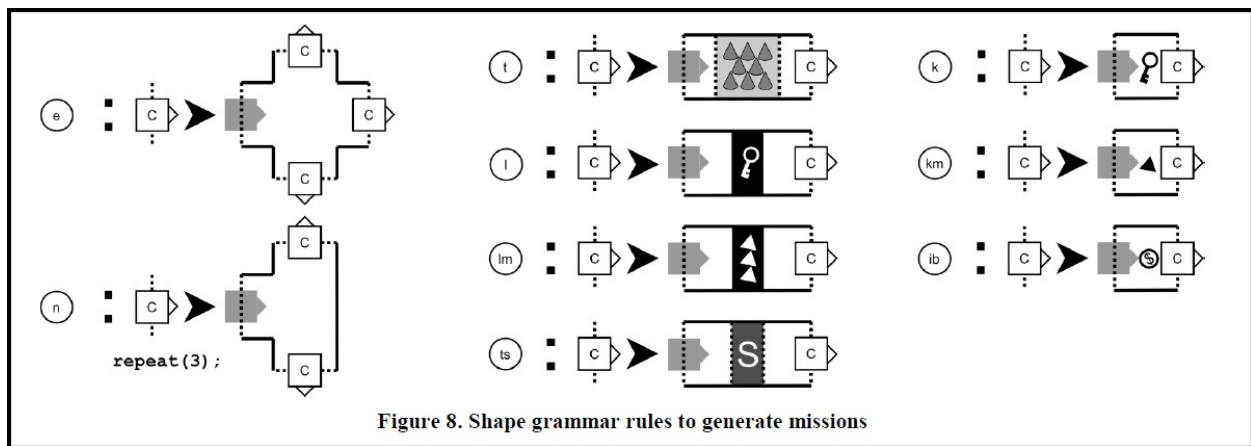 C
e : C C
C
C
n : C
repeat(3);
C
t : C C
l : C C
lm : C C
ts : C S C
k : C C
km : C C
ib : C $ C
Figure 8. Shape grammar rules to generate missions